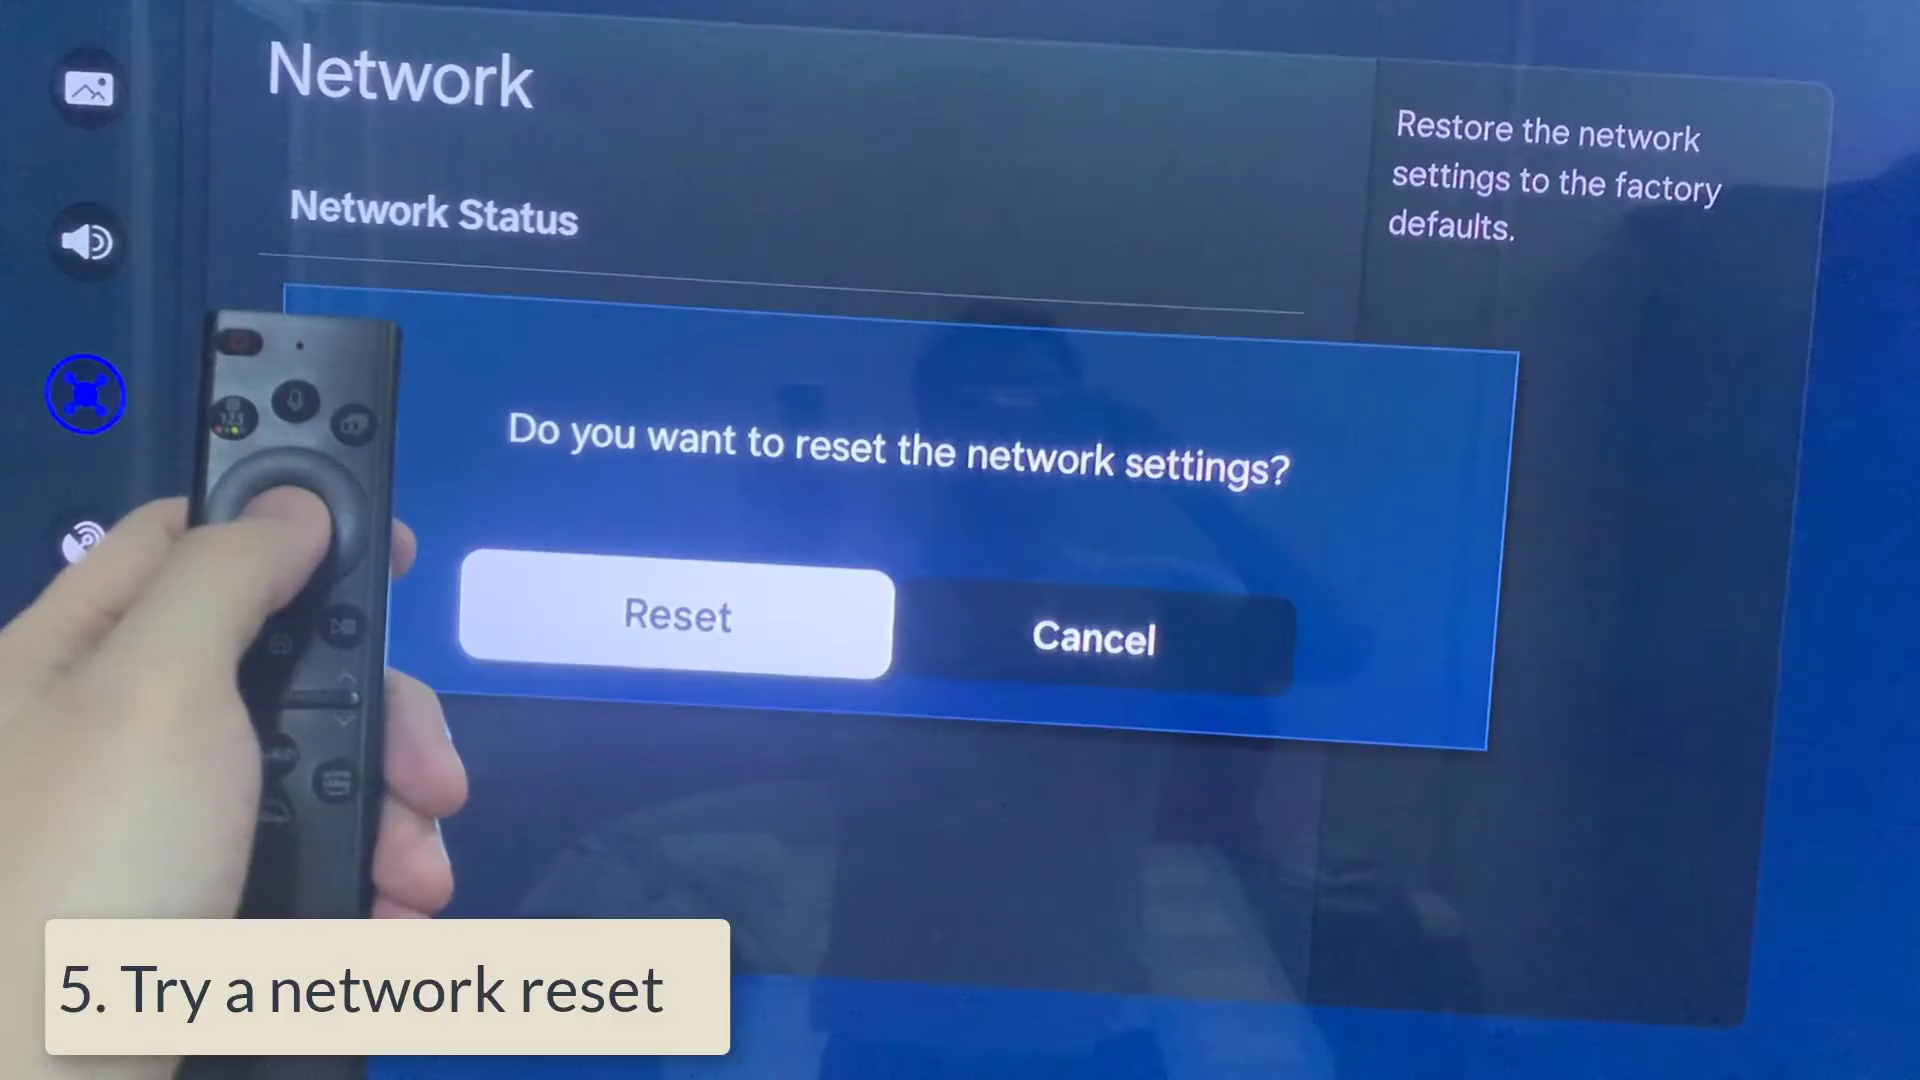 Network
Restore the network
settings to the factory
defaults.
Network Status
Do you want to reset the network settings?
Reset
Cancel
123
5. Try a network reset